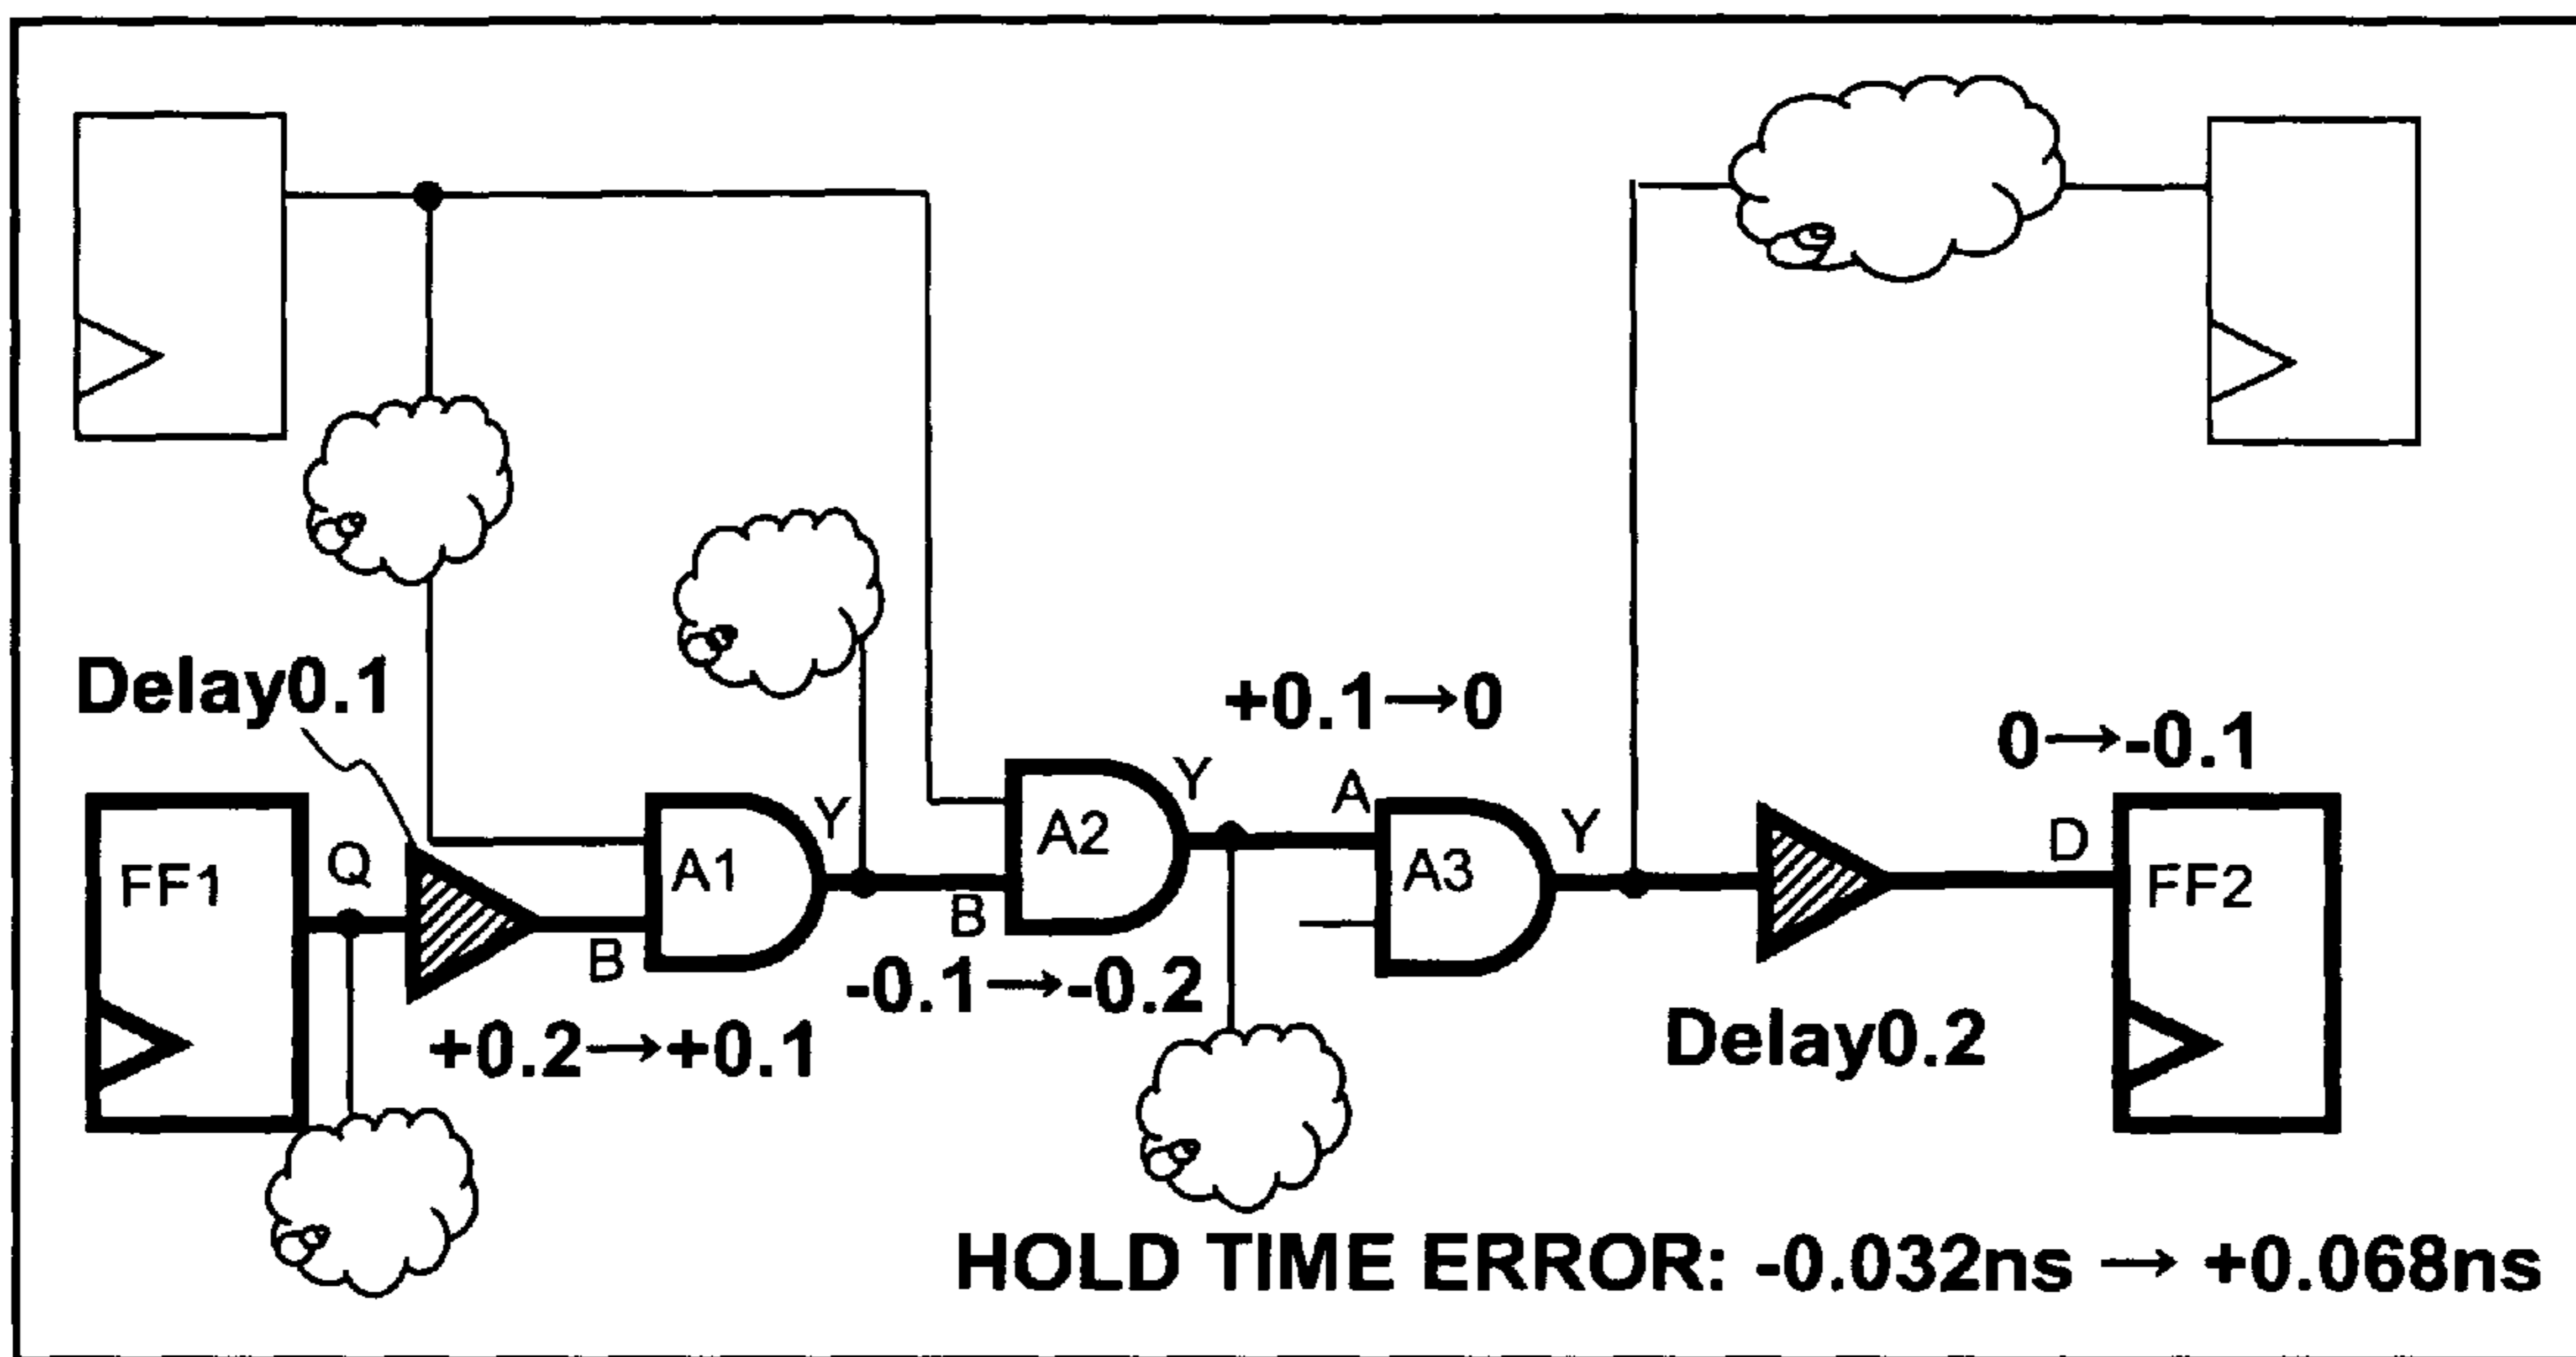 Delay0.1
+0.1→0
0→-0.1
FF1
Q
B
A1
Y
B
A2
Y
A
A3
Y
D
FF2
+0.2→+0.1
-0.1→-0.2
Delay0.2
HOLD TIME ERROR: -0.032ns → +0.068ns